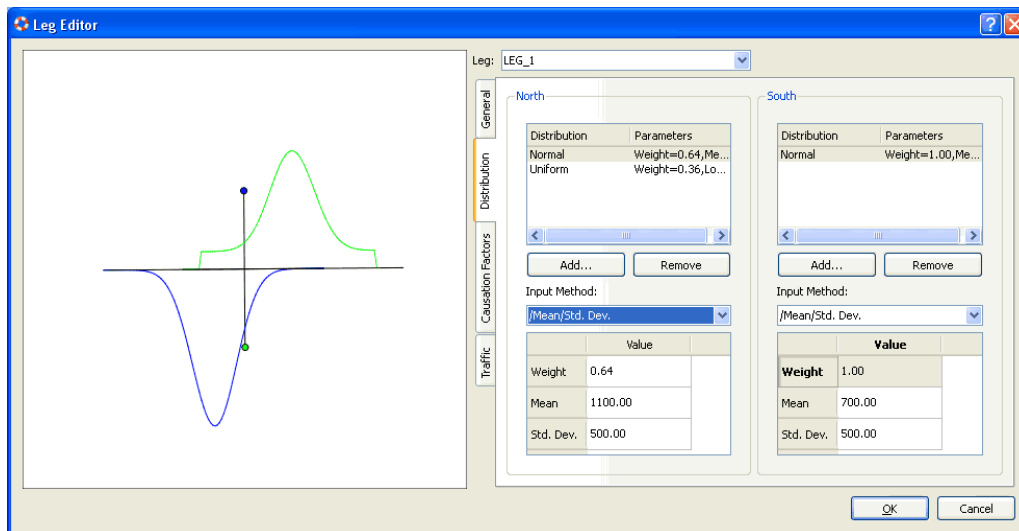 Leg Editor
Leg: LEG_1
General
Distribution
Causation Factors
Traffic
North
Distribution Parameters
Normal Weight=0.64,Me...
Uniform Weight=0.36,Lo...
Add... Remove
Input Method:
/Mean/Std. Dev.
Value
Weight 0.64
Mean 1100.00
Std. Dev. 500.00
South
Distribution Parameters
Normal Weight=1.00,Me...
Add... Remove
Input Method:
/Mean/Std. Dev.
Value
Weight 1.00
Mean 700.00
Std. Dev. 500.00
OK Cancel